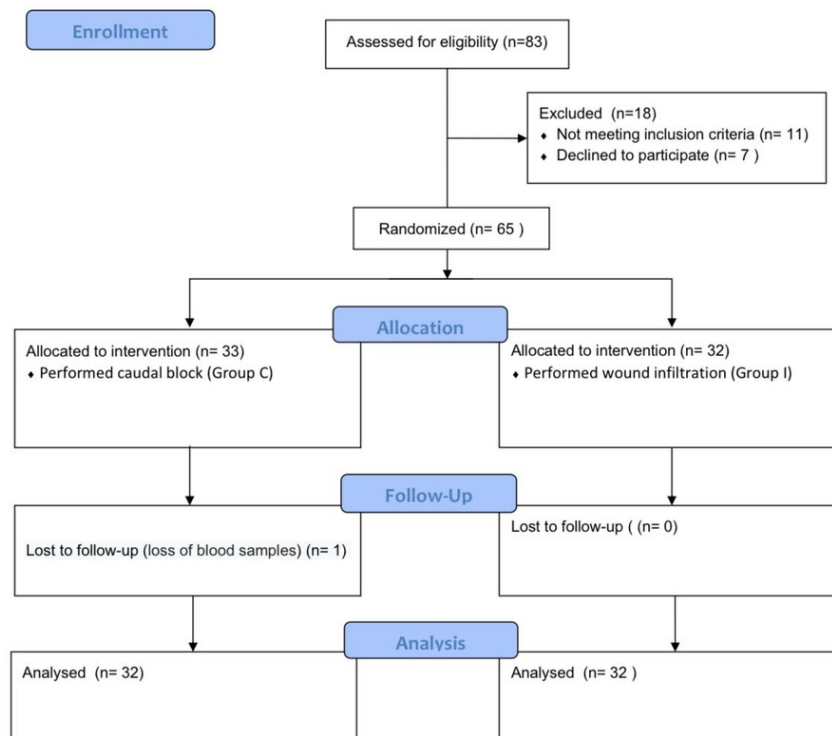 Enrollment
Assessed for eligibility (n=83)
Excluded (n=18)
♦ Not meeting inclusion criteria (n= 11)
♦ Declined to participate (n= 7 )
Randomized (n= 65 )
Allocation
Allocated to intervention (n= 33)
♦ Performed caudal block (Group C)
Allocated to intervention (n= 32)
♦ Performed wound infiltration (Group I)
Follow-Up
Lost to follow-up (loss of blood samples) (n= 1)
Lost to follow-up ( (n= 0)
Analysis
Analysed (n= 32)
Analysed (n= 32 )